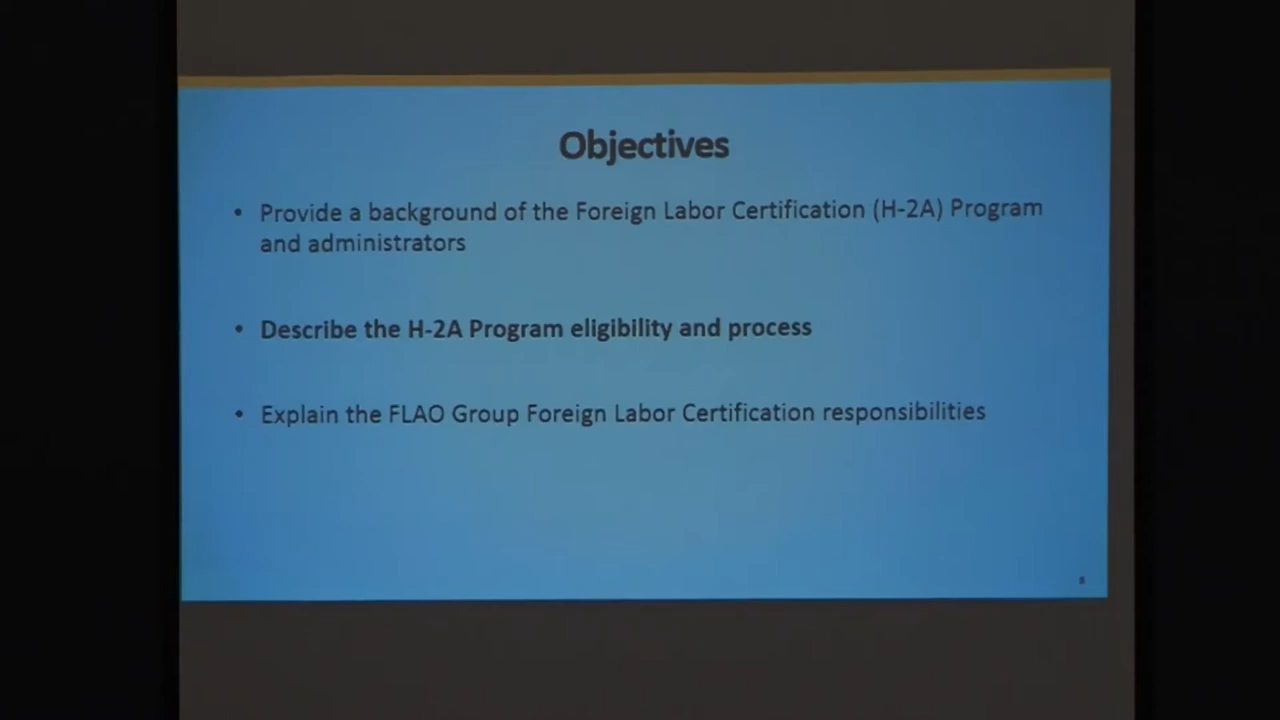 Objectives
• Provide a background of the Foreign Labor Certification (H-2A) Program
and administrators
• Describe the H-2A Program eligibility and process
• Explain the FLAO Group Foreign Labor Certification responsibilities